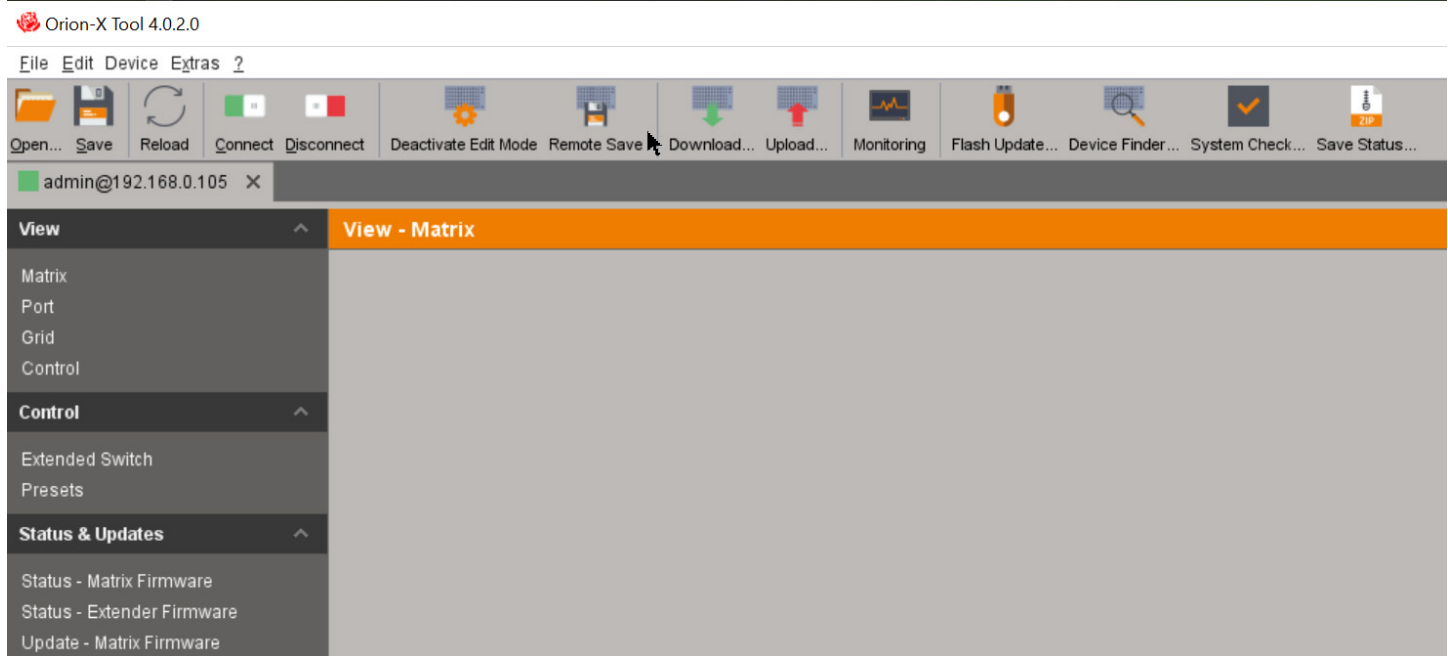 Orion-X Tool 4.0.2.0
File Edit Device Extras ?
Open... Save Reload Connect Disconnect Deactivate Edit Mode Remote Save Download... Upload... Monitoring Flash Update... Device Finder... System Check... Save Status...
ZIP
admin@192.168.0.105
View
View - Matrix
Matrix
Port
Grid
Control
Control
Extended Switch
Presets
Status & Updates
Status - Matrix Firmware
Status - Extender Firmware
Update - Matrix Firmware